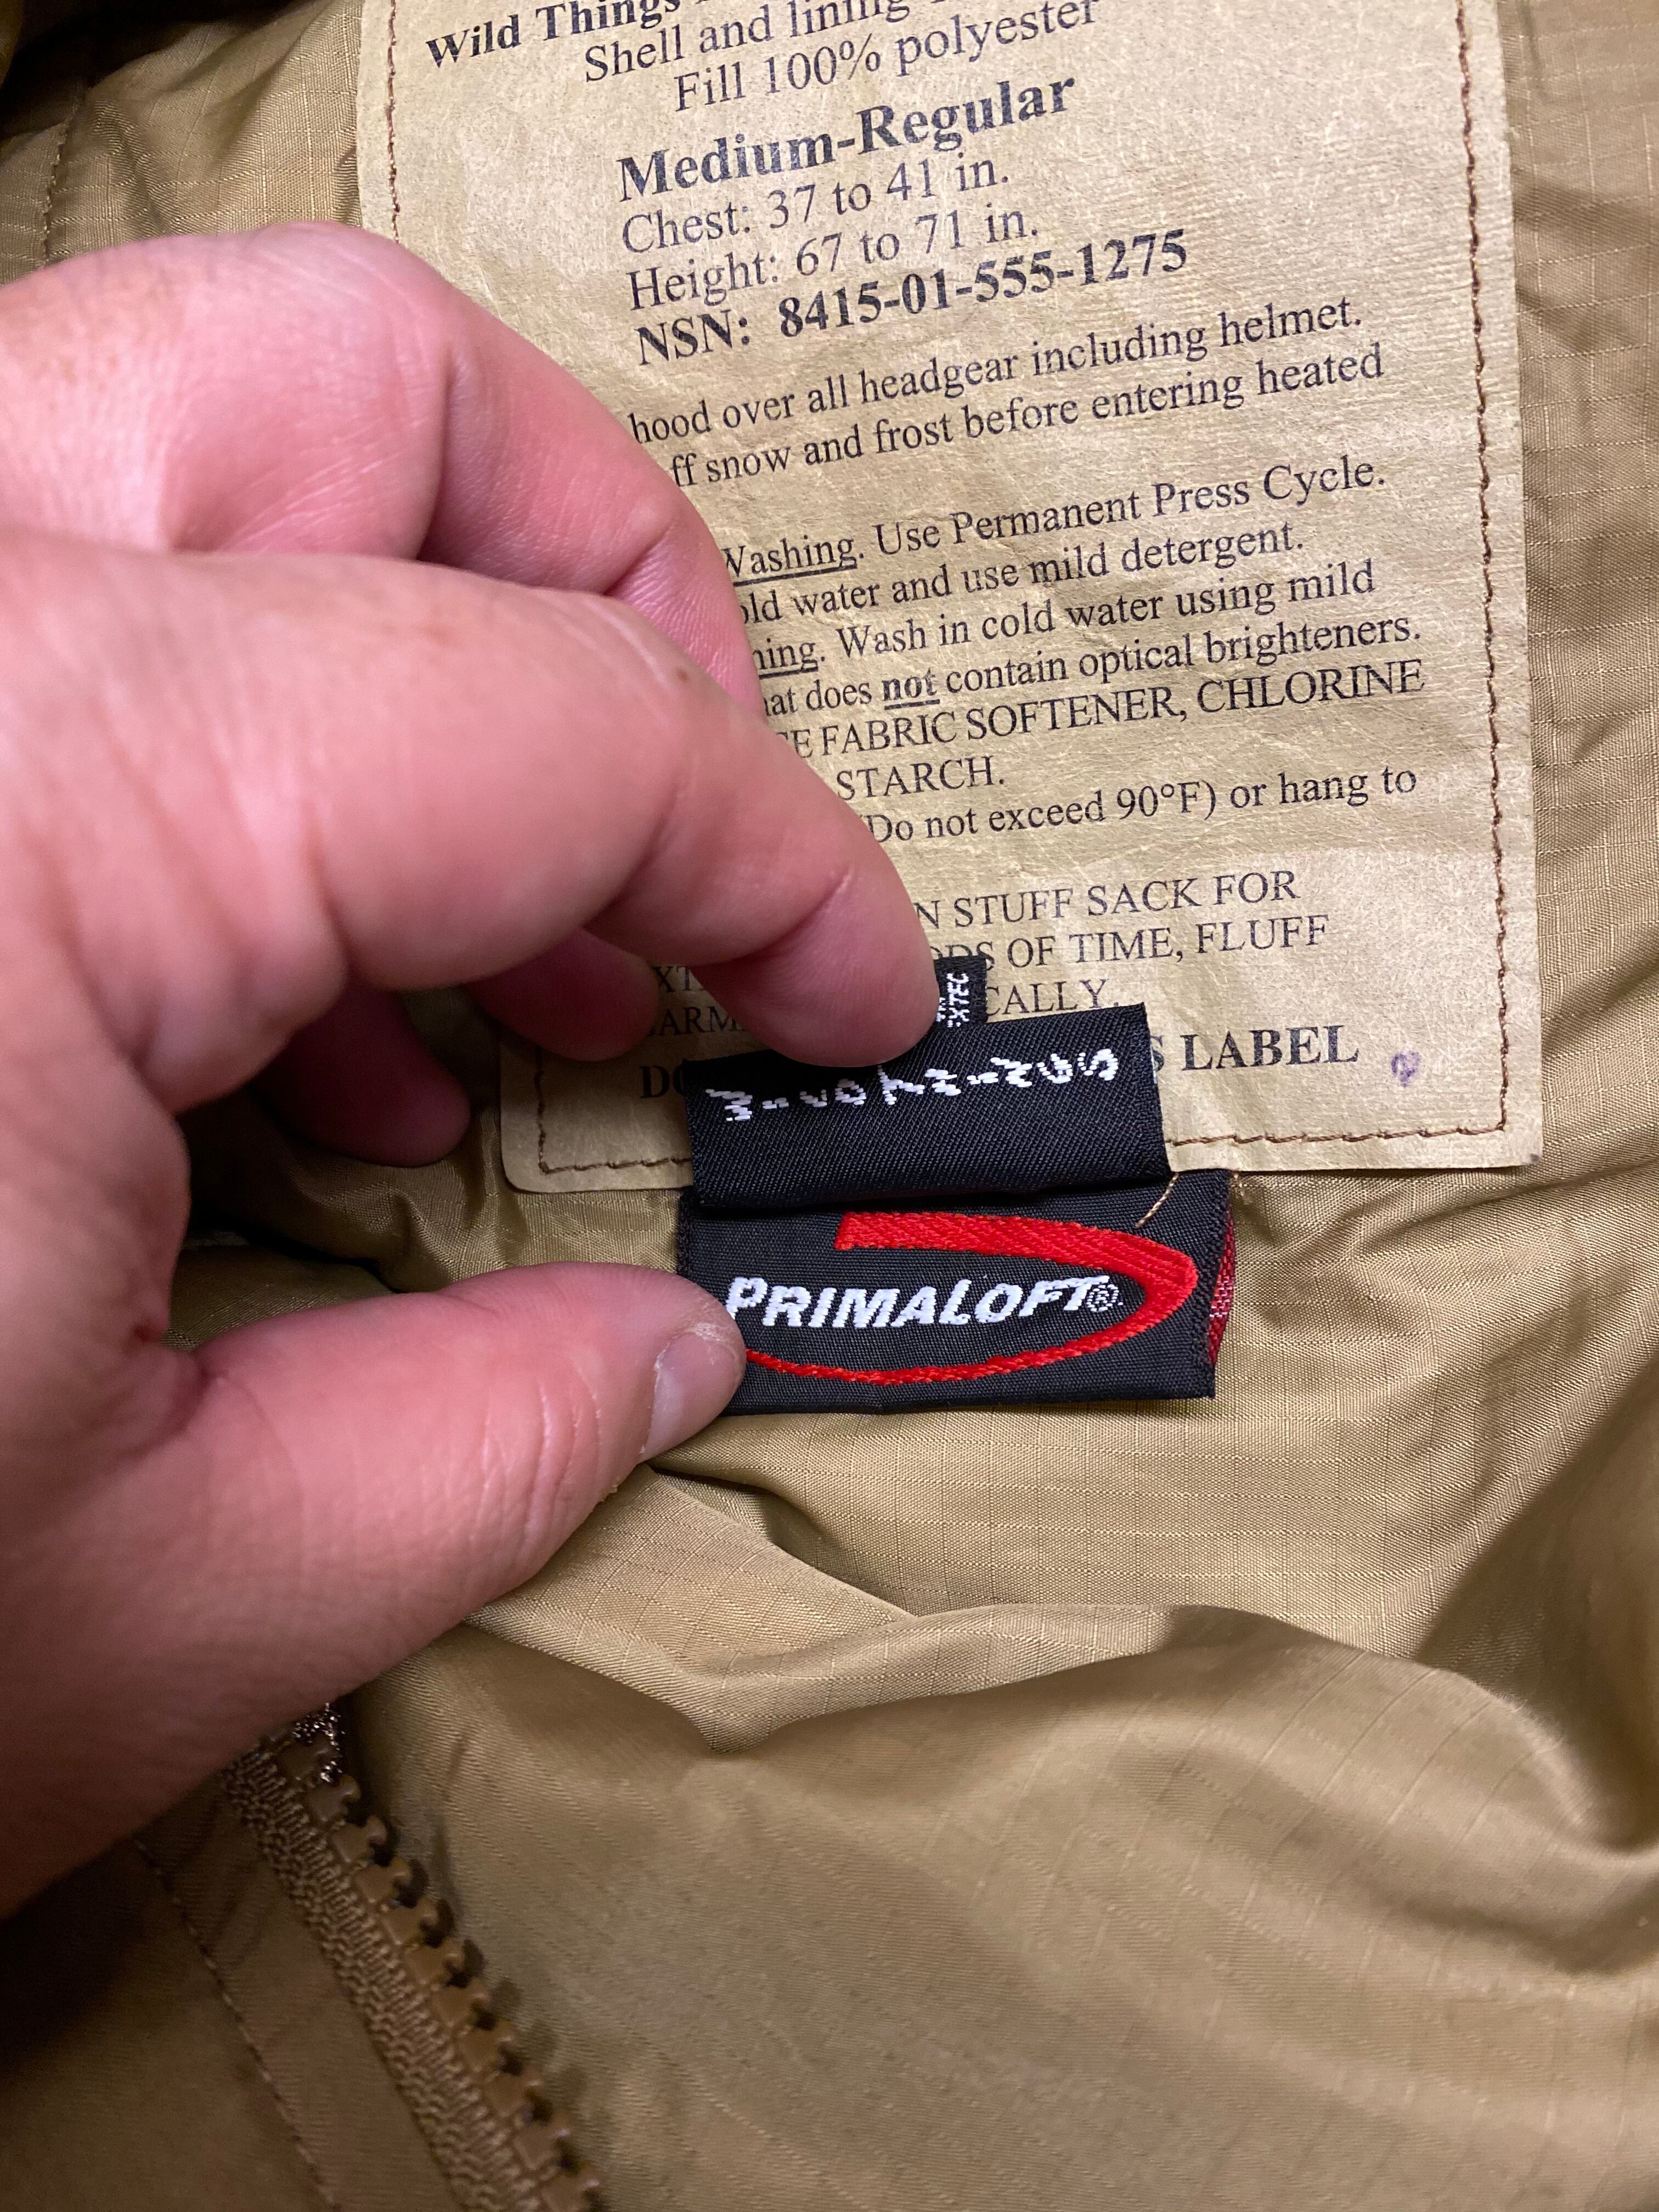 Wild Things
Shell and lining
Fill 100% polyester
Medium-Regular
Chest: 37 to 41 in.
Height: 67 to 71 in.
NSN: 8415-01-555-1275
hood over all headgear including helmet.
ff snow and frost before entering heated
Washing. Use Permanent Press Cycle.
old water and use mild detergent.
ning. Wash in cold water using mild
hat does not contain optical brighteners.
E FABRIC SOFTENER, CHLORINE
STARCH.
(Do not exceed 90°F) or hang to
N STUFF SACK FOR
ODS OF TIME, FLUFF
CALLY.
S LABEL
EXTEC
PRIMALOFT®